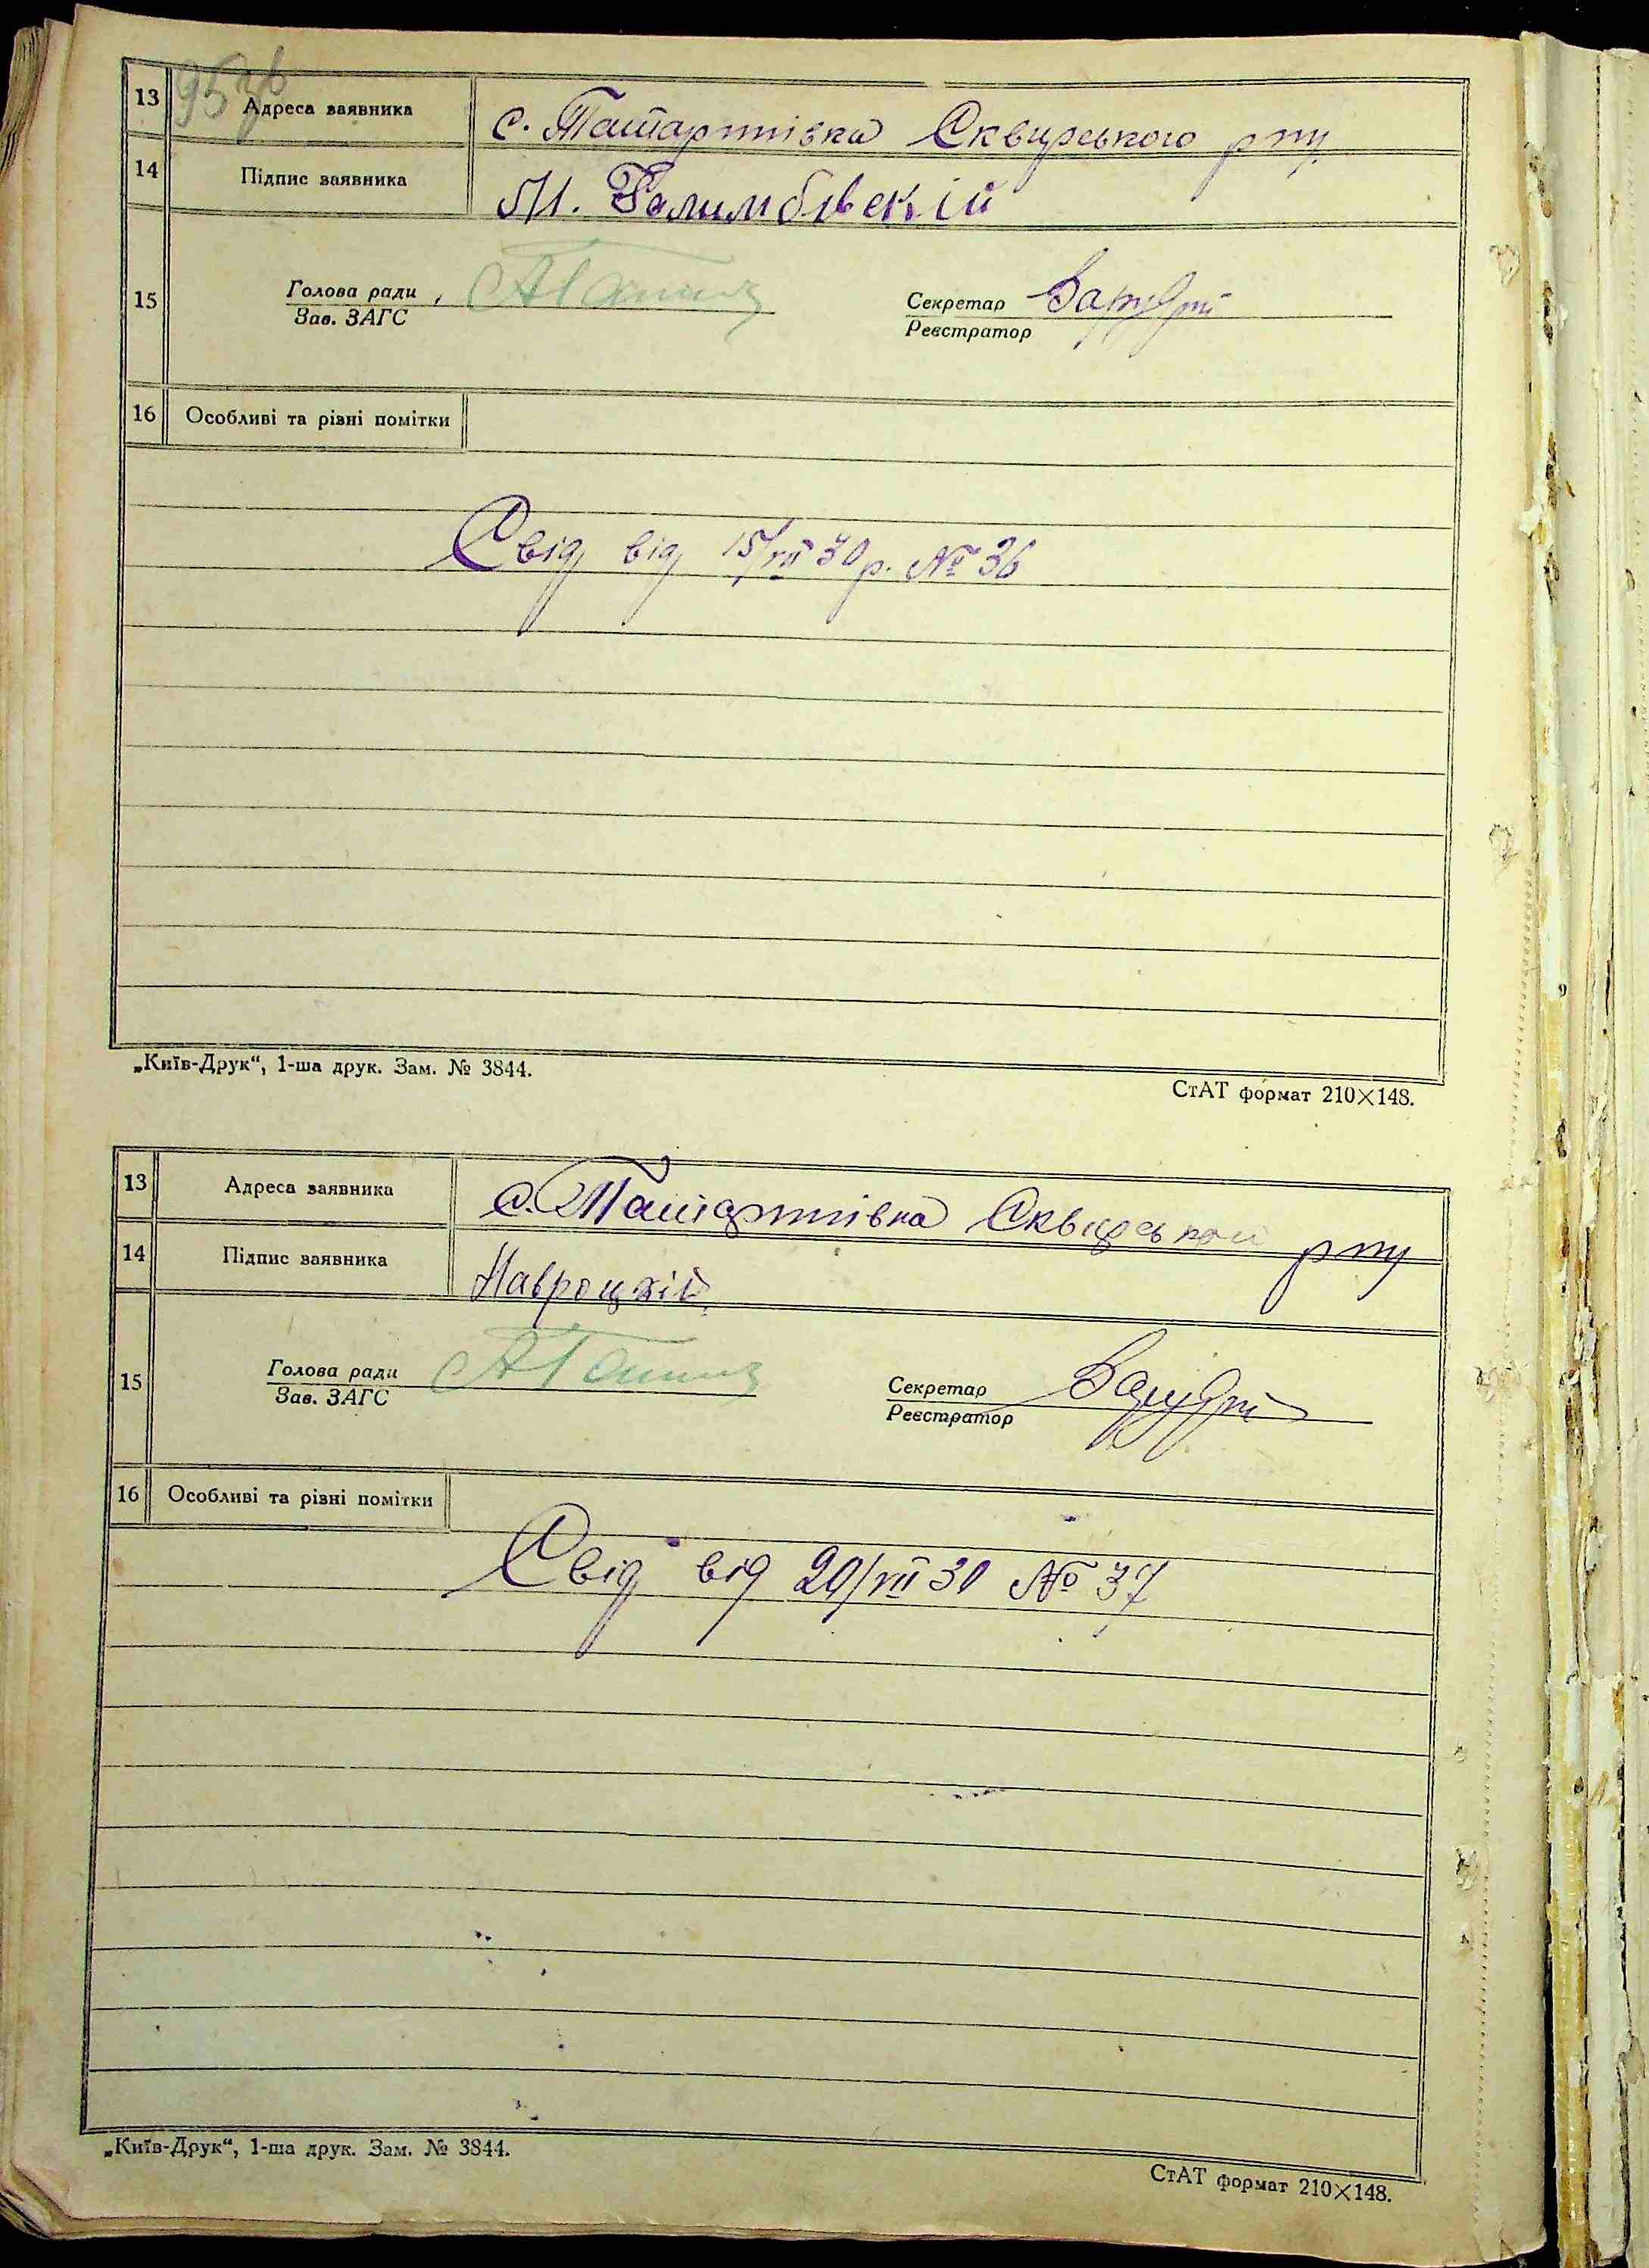 95зв
13 Адреса заявника с. Татаринівка Сквирського р ну
14 Підпис заявника М. Голимбівскій
15 Голова ради Секретар
Зав. ЗАГС Реєстратор
16 Особливі та різні помітки
Свід від 15/VII 30 р. № 36
„Київ-Друк“, 1-ша друк. Зам. № 3844.
СтАТ формат 210×148.
13 Адреса заявника с. Татаринівка Сквирського р ну
14 Підпис заявника Навроцкій
15 Голова ради Секретар
Зав. ЗАГС Реєстратор
16 Особливі та різні помітки
Свід від 20/VII 30 № 37
„Київ-Друк“, 1-ша друк. Зам. № 3844.
СтАТ формат 210×148.